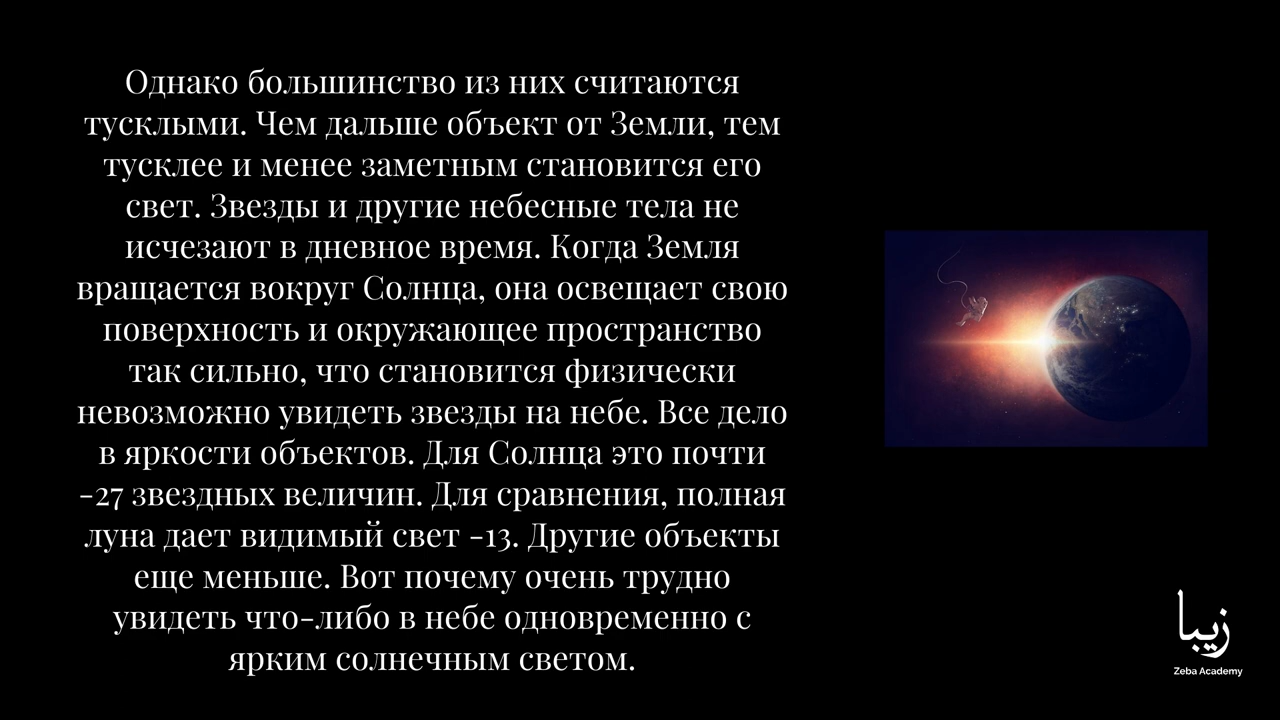 Однако большинство из них считаются
тусклыми. Чем дальше объект от Земли, тем
тусклее и менее заметным становится его
свет. Звезды и другие небесные тела не
исчезают в дневное время. Когда Земля
вращается вокруг Солнца, она освещает свою
поверхность и окружающее пространство
так сильно, что становится физически
невозможно увидеть звезды на небе. Все дело
в яркости объектов. Для Солнца это почти
-27 звездных величин. Для сравнения, полная
луна дает видимый свет -13. Другие объекты
еще меньше. Вот почему очень трудно
увидеть что-либо в небе одновременно с
ярким солнечным светом.
زيبا
Zeba Academy